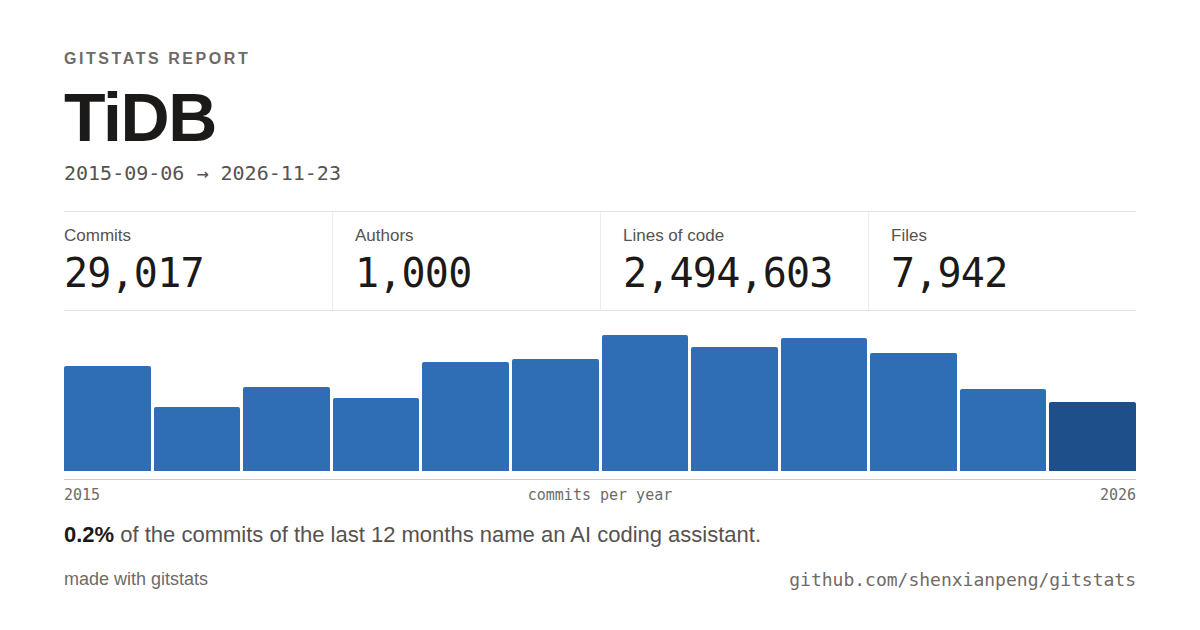 GITSTATS REPORT
TiDB
2015-09-06 → 2026-11-23
Commits Authors Lines of code Files
29,017 1,000 2,494,603 7,942
2015 commits per year 2026
0.2% of the commits of the last 12 months name an AI coding assistant.
made with gitstats github.com/shenxianpeng/gitstats